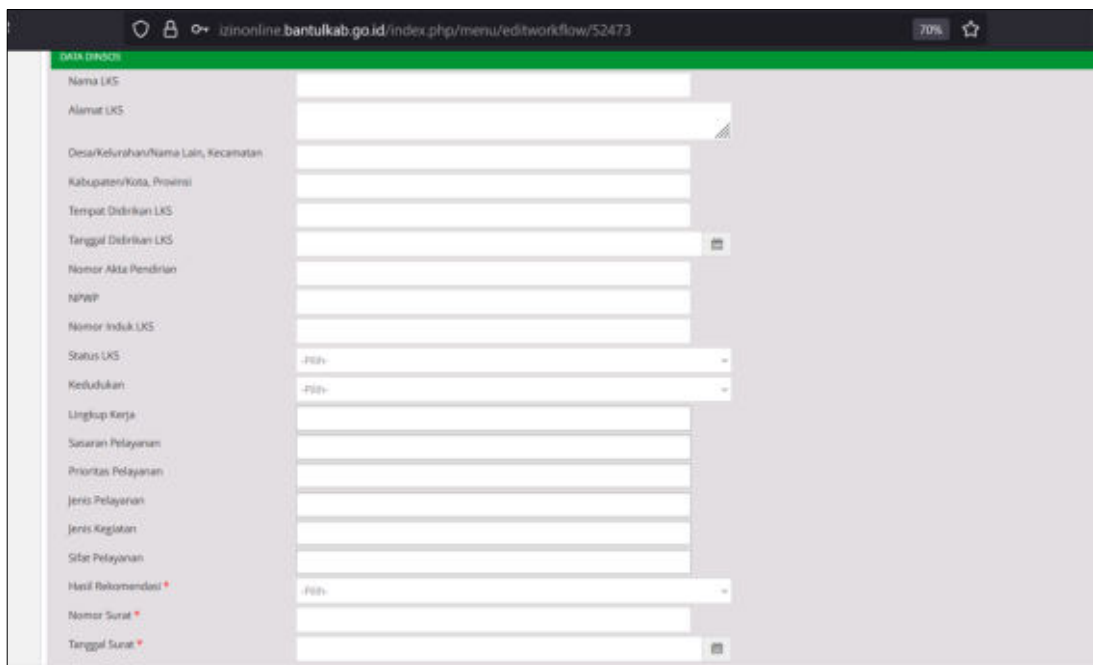 izinonline.bantulkab.go.id/index.php/menu/editworkflow/52473 70%
DATA DINSOS
Nama LKS
Alamat LKS
Desa/Kelurahan/Nama Lain, Kecamatan
Kabupaten/Kota, Provinsi
Tempat Didirikan LKS
Tanggal Didirikan LKS
Nomor Akta Pendirian
NPWP
Nomor Induk LKS
Status LKS -Pilih-
Kedudukan -Pilih-
Lingkup Kerja
Sasaran Pelayanan
Prioritas Pelayanan
Jenis Pelayanan
Jenis Kegiatan
Sifat Pelayanan
Hasil Rekomendasi * -Pilih-
Nomor Surat *
Tanggal Surat *